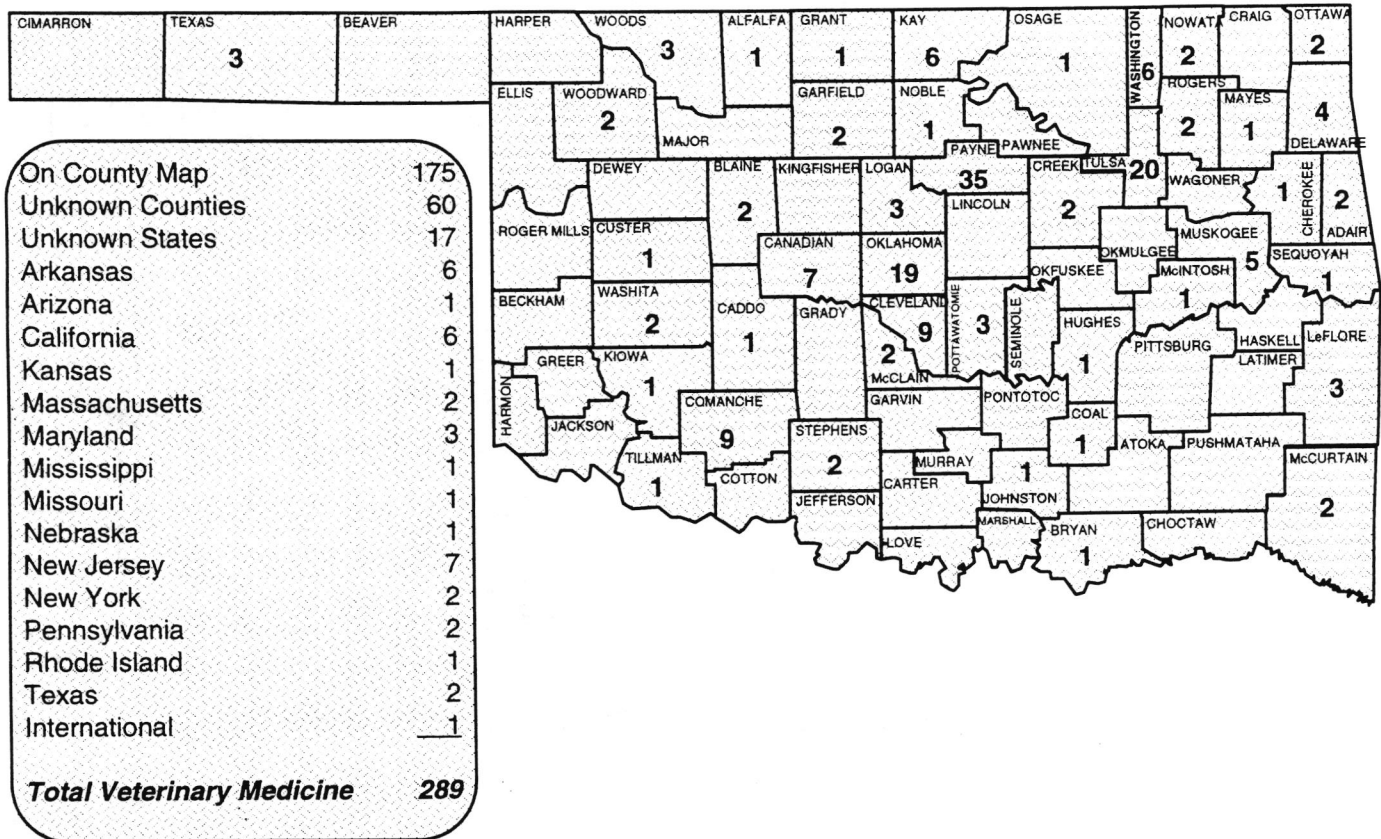 CIMARRON
TEXAS
3
BEAVER
HARPER
WOODS
3
ALFALFA
1
GRANT
1
KAY
6
OSAGE
1
WASHINGTON
6
NOWATA
2
CRAIG
OTTAWA
2
ELLIS
WOODWARD
2
MAJOR
GARFIELD
2
NOBLE
1
PAWNEE
ROGERS
2
MAYES
1
4
DELAWARE
PAYNE
35
DEWEY
BLAINE
2
KINGFISHER
LOGAN
3
LINCOLN
CREEK
2
TULSA
20
WAGONER
CHEROKEE
1
2
ADAIR
ROGER MILLS
CUSTER
1
CANADIAN
7
OKLAHOMA
19
OKMULGEE
MUSKOGEE
5
SEQUOYAH
1
OKFUSKEE
McINTOSH
1
BECKHAM
WASHITA
2
CADDO
1
GRADY
CLEVELAND
9
POTTAWATOMIE
3
SEMINOLE
HUGHES
1
PITTSBURG
HASKELL
LATIMER
LeFLORE
3
2
McCLAIN
GREER
KIOWA
1
HARMON
JACKSON
COMANCHE
9
GARVIN
PONTOTOC
COAL
1
ATOKA
PUSHMATAHA
McCURTAIN
2
STEPHENS
2
MURRAY
1
JOHNSTON
TILLMAN
1
COTTON
JEFFERSON
CARTER
LOVE
MARSHALL
BRYAN
1
CHOCTAW
On County Map 175
Unknown Counties 60
Unknown States 17
Arkansas 6
Arizona 1
California 6
Kansas 1
Massachusetts 2
Maryland 3
Mississippi 1
Missouri 1
Nebraska 1
New Jersey 7
New York 2
Pennsylvania 2
Rhode Island 1
Texas 2
International 1
Total Veterinary Medicine 289